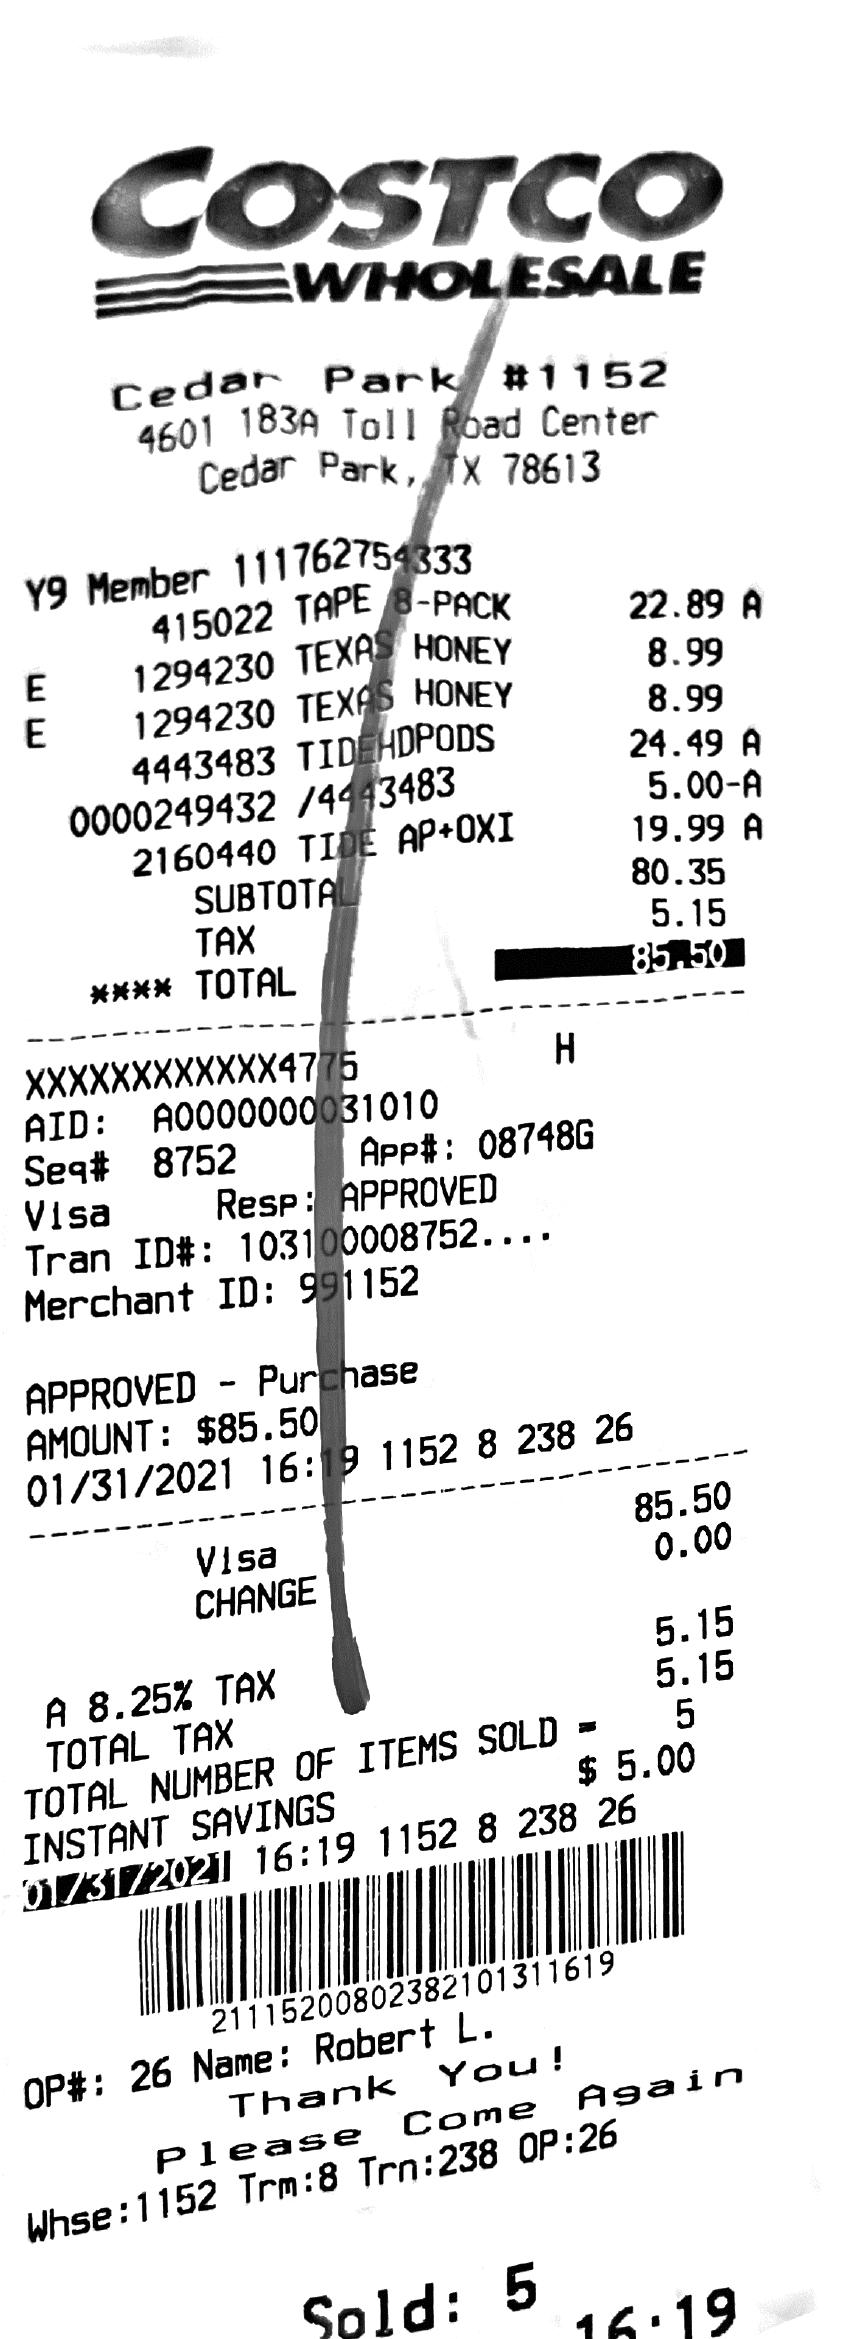 COSTCO
WHOLESALE
Cedar Park #1152
4601 183A Toll Road Center
Cedar Park, TX 78613
Y9 Member 111762754333
415022 TAPE 8-PACK 22.89 A
E 1294230 TEXAS HONEY 8.99
E 1294230 TEXAS HONEY 8.99
4443483 TIDEHDPODS 24.49 A
0000249432 /4443483 5.00-A
2160440 TIDE AP+OXI 19.99 A
SUBTOTAL 80.35
TAX 5.15
**** TOTAL 85.50
XXXXXXXXXXXX4775 H
AID: A0000000031010
Seq# 8752 App#: 08748G
Visa Resp: APPROVED
Tran ID#: 103100008752....
Merchant ID: 991152
APPROVED - Purchase
AMOUNT: $85.50
01/31/2021 16:19 1152 8 238 26
Visa 85.50
CHANGE 0.00
A 8.25% TAX 5.15
TOTAL TAX 5.15
TOTAL NUMBER OF ITEMS SOLD = 5
INSTANT SAVINGS $ 5.00
01/31/2021 16:19 1152 8 238 26
21115200802382101311619
OP#: 26 Name: Robert L.
Thank You!
Please Come Again
Whse:1152 Trm:8 Trn:238 OP:26
Sold: 5
16:19